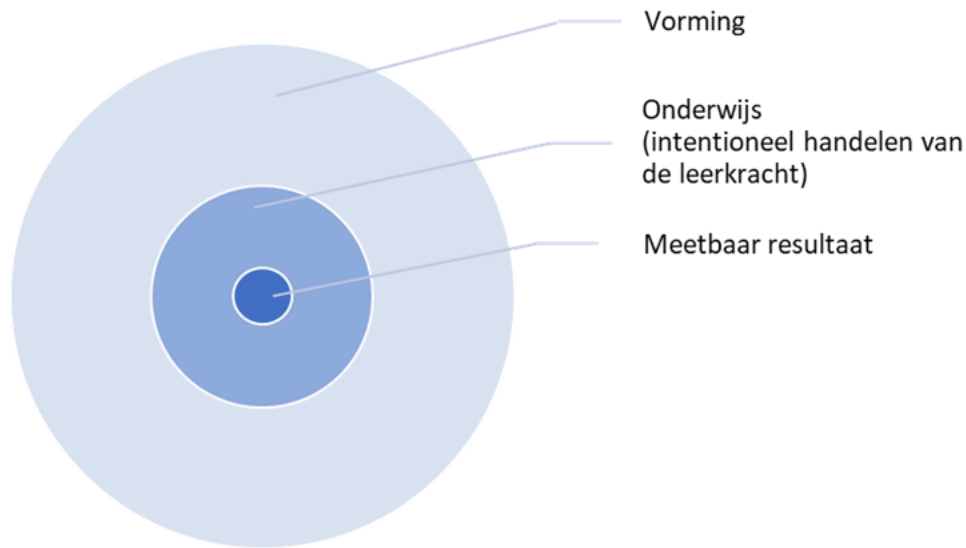 Vorming
Onderwijs
(intentioneel handelen van
de leerkracht)
Meetbaar resultaat